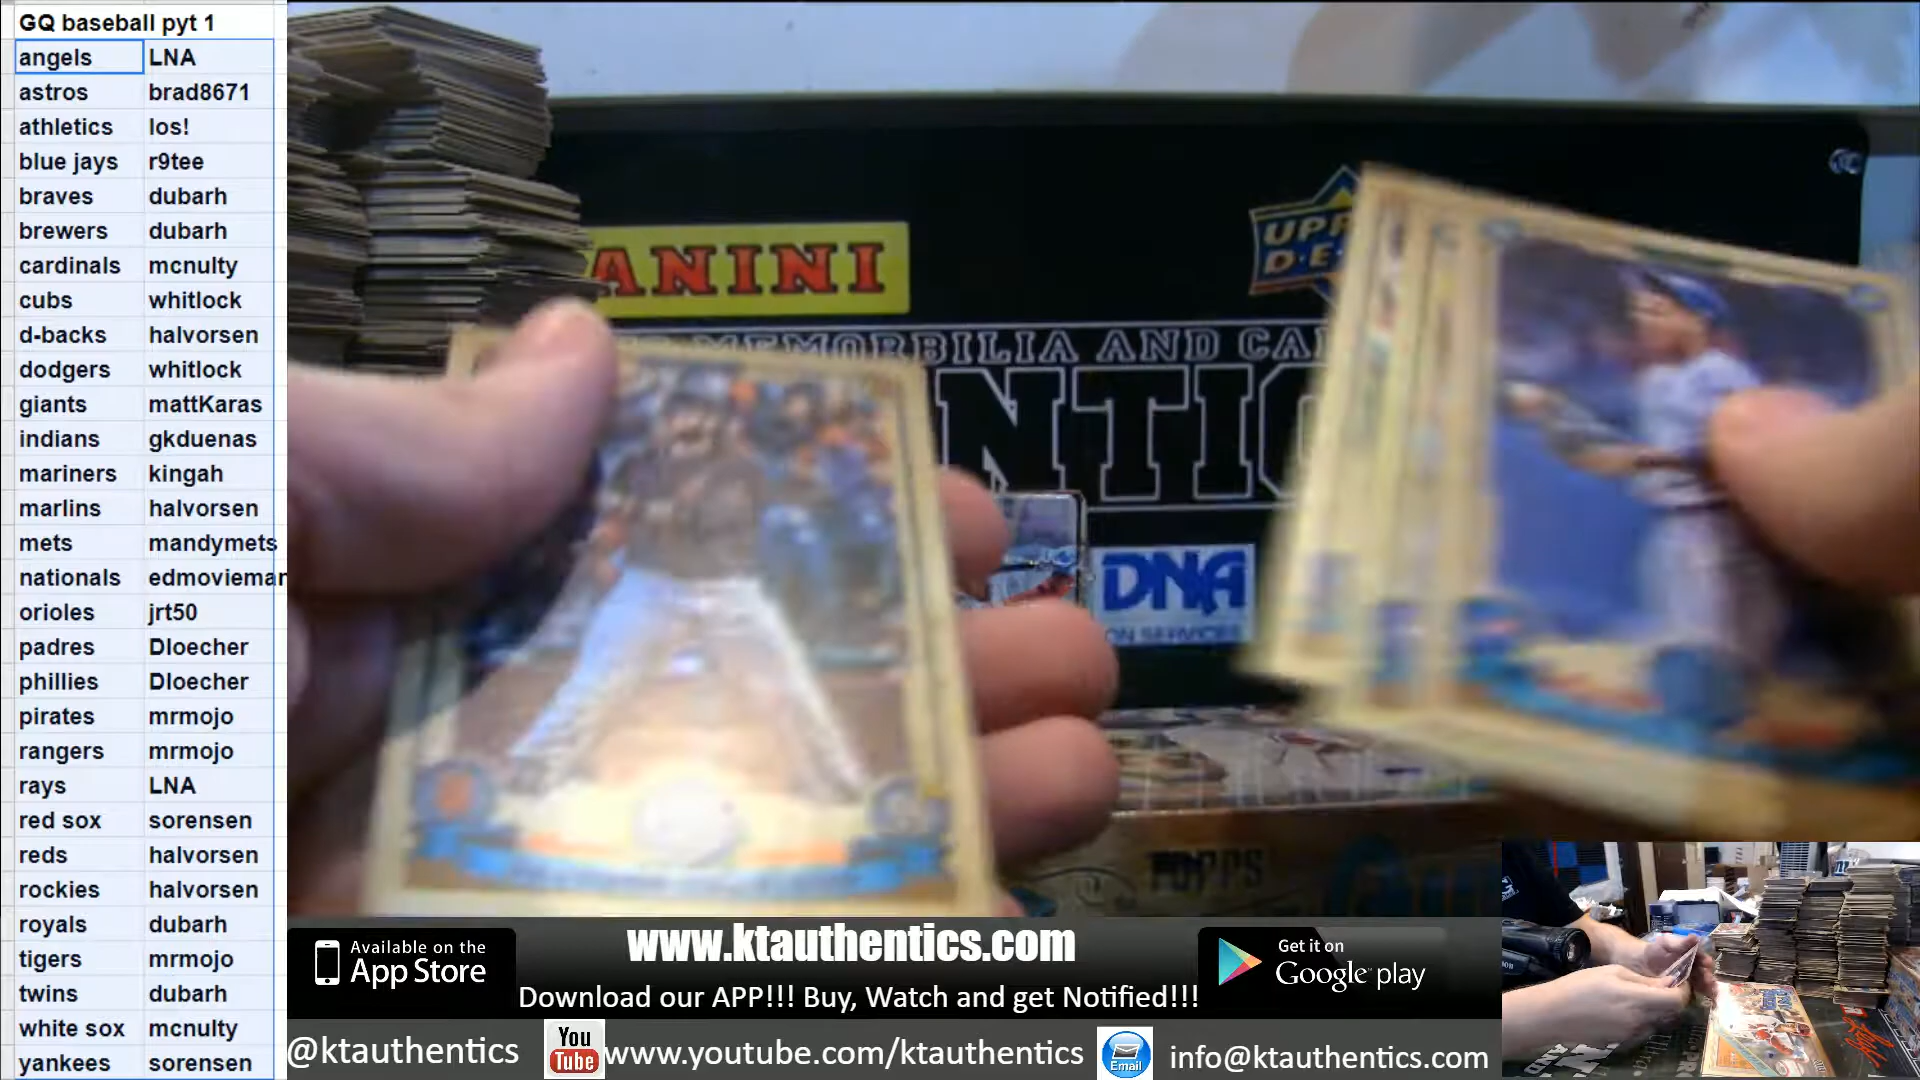 GQ baseball pyt 1
angels LNA
astros brad8671
athletics los!
blue jays r9tee
braves dubarh
brewers dubarh
cardinals mcnulty
cubs whitlock
d-backs halvorsen
dodgers whitlock
giants mattKaras
indians gkduenas
mariners kingah
marlins halvorsen
mets mandymets
nationals edmovieman
orioles jrt50
padres Dloecher
phillies Dloecher
pirates mrmojo
rangers mrmojo
rays LNA
red sox sorensen
reds halvorsen
rockies halvorsen
royals dubarh
tigers mrmojo
twins dubarh
white sox mcnulty
yankees sorensen
ANINI
UPP
D·E
MEMORBILIA AND CA
NTIC
DNA
ON SERVICES
TOPPS
Available on the
App Store
www.ktauthentics.com
Get it on
Google play
Download our APP!!! Buy, Watch and get Notified!!!
@ktauthentics
You
Tube
www.youtube.com/ktauthentics
Email
info@ktauthentics.com